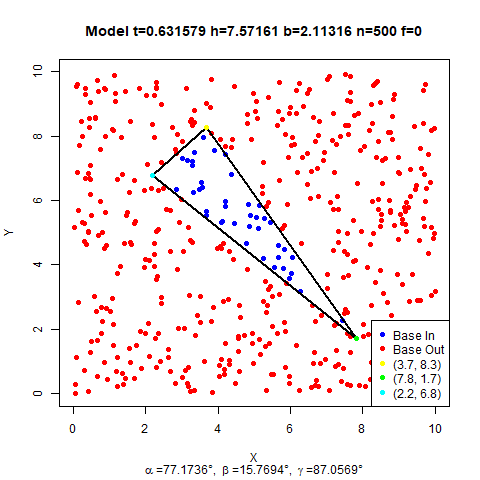 Model t=0.631579 h=7.57161 b=2.11316 n=500 f=0
10
8
6
4
2
0
Y
Base In
Base Out
(3.7, 8.3)
(7.8, 1.7)
(2.2, 6.8)
0 2 4 6 8 10
X
α=77.1736°, β=15.7694°, γ=87.0569°